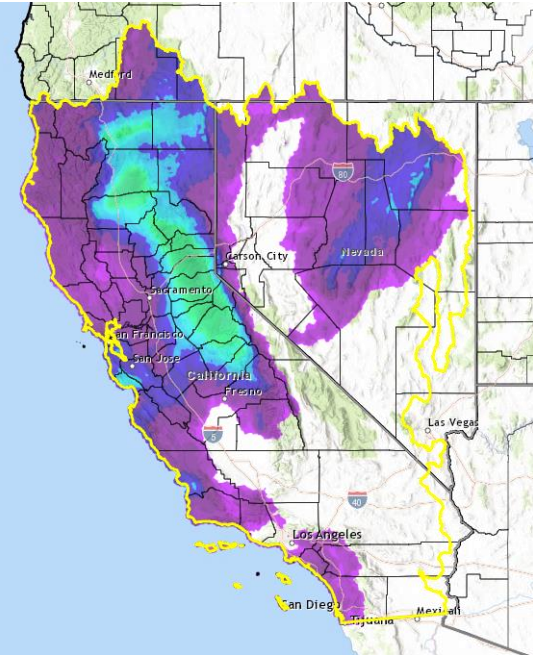 Medford
80
Carson City
Nevada
Sacramento
San Francisco
San Jose
California
Fresno
5
Las Vegas
40
Los Angeles
San Diego
Mexicali
Tijuana